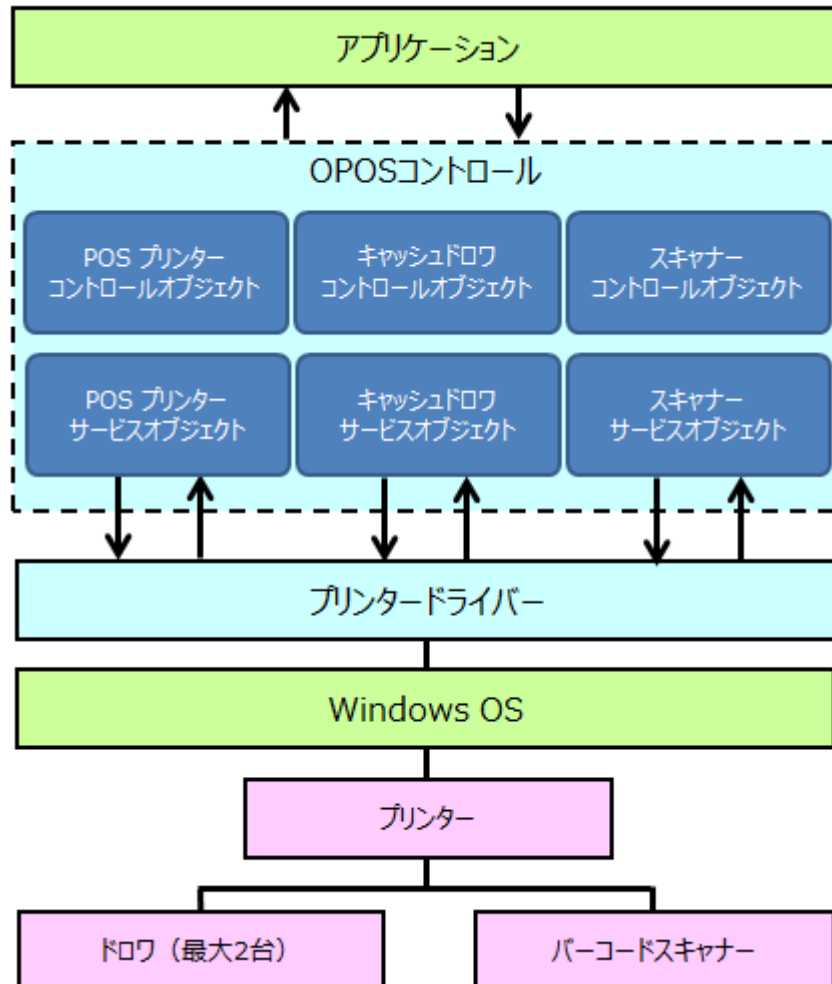 アプリケーション
OPOSコントロール
POS プリンター
コントロールオブジェクト
キャッシュドロワ
コントロールオブジェクト
スキャナー
コントロールオブジェクト
POS プリンター
サービスオブジェクト
キャッシュドロワ
サービスオブジェクト
スキャナー
サービスオブジェクト
プリンタードライバー
Windows OS
プリンター
ドロワ（最大2台）
バーコードスキャナー